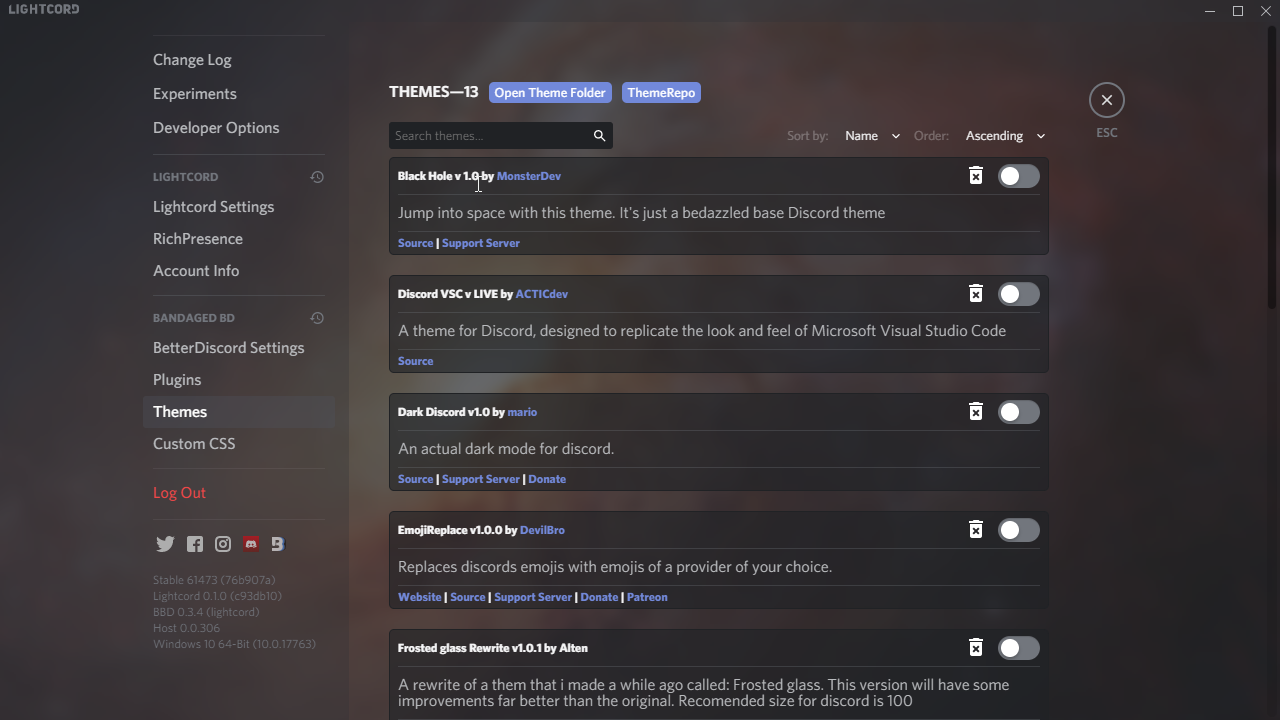 LIGHTCORD
Change Log
Experiments
Developer Options
LIGHTCORD
Lightcord Settings
RichPresence
Account Info
BANDAGED BD
BetterDiscord Settings
Plugins
Themes
Custom CSS
Log Out
Stable 61473 (76b907a)
Lightcord 0.1.0 (c93db10)
BBD 0.3.4 (lightcord)
Host 0.0.306
Windows 10 64-Bit (10.0.17763)
THEMES—13 Open Theme Folder ThemeRepo
Search themes...
Sort by: Name Order: Ascending
ESC
Black Hole v 1.0 by MonsterDev
Jump into space with this theme. It's just a bedazzled base Discord theme
Source | Support Server
Discord VSC v LIVE by ACTICdev
A theme for Discord, designed to replicate the look and feel of Microsoft Visual Studio Code
Source
Dark Discord v1.0 by mario
An actual dark mode for discord.
Source | Support Server | Donate
EmojiReplace v1.0.0 by DevilBro
Replaces discords emojis with emojis of a provider of your choice.
Website | Source | Support Server | Donate | Patreon
Frosted glass Rewrite v1.0.1 by Alten
A rewrite of a them that i made a while ago called: Frosted glass. This version will have some
improvements far better than the original. Recomended size for discord is 100